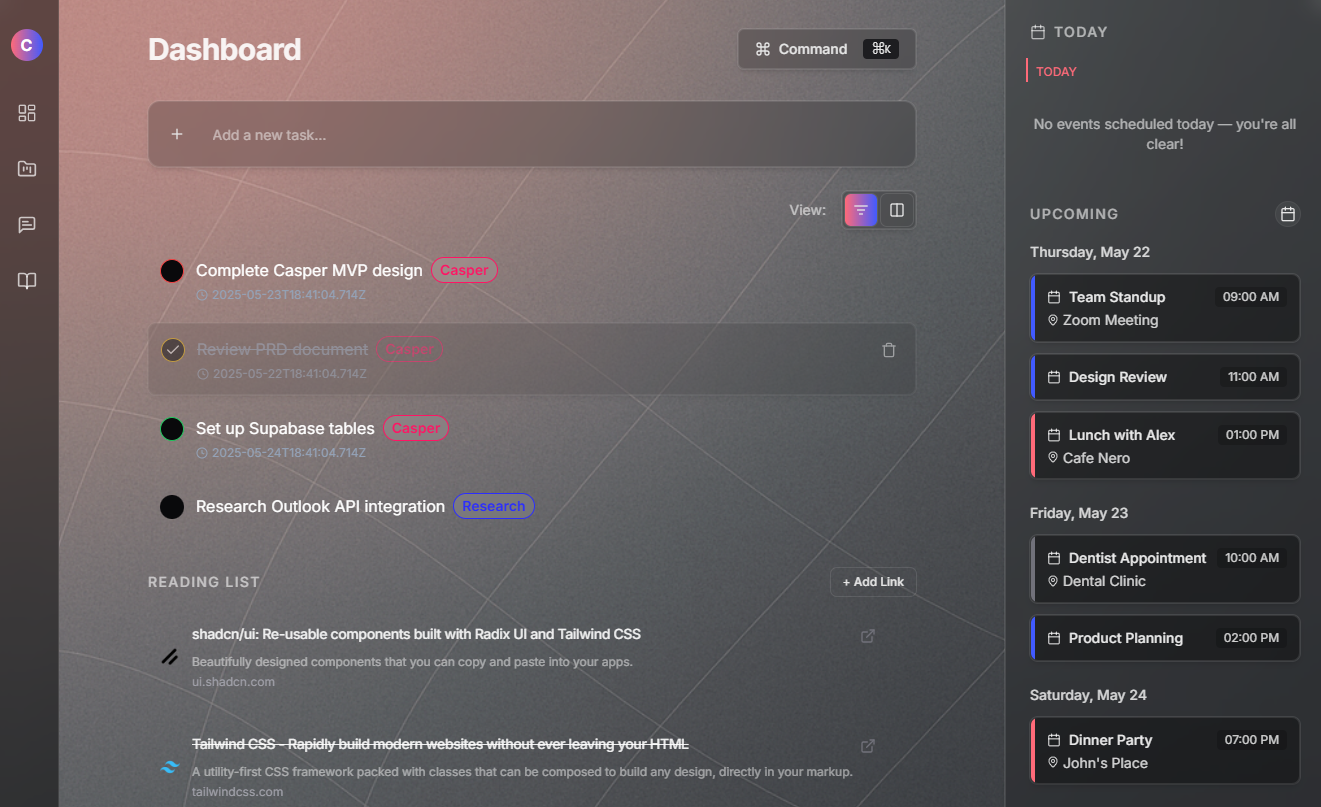 C
Dashboard
⌘ Command ⌘K
+ Add a new task...
View:
Complete Casper MVP design Casper
2025-05-23T18:41:04.714Z
Review PRD document Casper
2025-05-22T18:41:04.714Z
Set up Supabase tables Casper
2025-05-24T18:41:04.714Z
Research Outlook API integration Research
READING LIST
+ Add Link
shadcn/ui: Re-usable components built with Radix UI and Tailwind CSS
Beautifully designed components that you can copy and paste into your apps.
ui.shadcn.com
Tailwind CSS - Rapidly build modern websites without ever leaving your HTML
A utility-first CSS framework packed with classes that can be composed to build any design, directly in your markup.
tailwindcss.com
TODAY
TODAY
No events scheduled today — you're all
clear!
UPCOMING
Thursday, May 22
Team Standup 09:00 AM
Zoom Meeting
Design Review 11:00 AM
Lunch with Alex 01:00 PM
Cafe Nero
Friday, May 23
Dentist Appointment 10:00 AM
Dental Clinic
Product Planning 02:00 PM
Saturday, May 24
Dinner Party 07:00 PM
John's Place